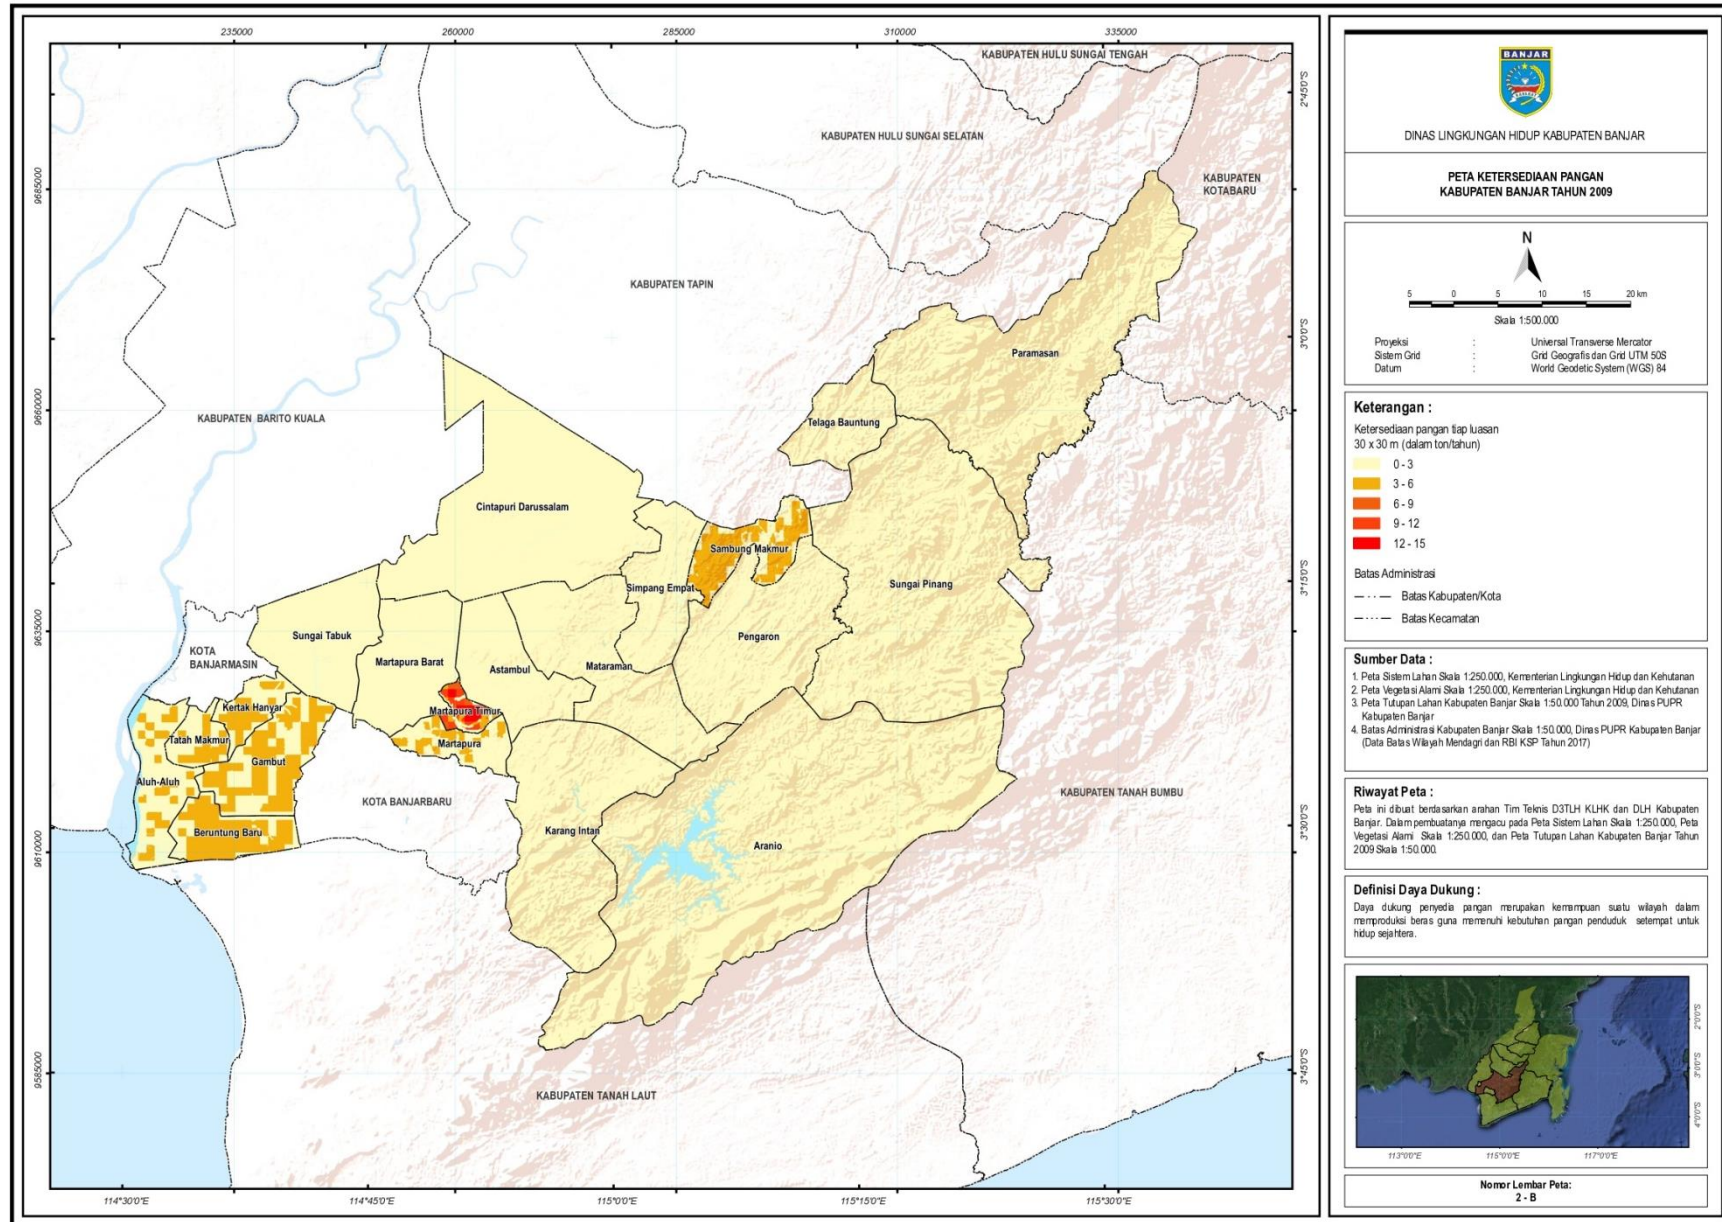 235000
260000
285000
310000
335000
KABUPATEN HULU SUNGAI TENGAH
2°45'0"S
KABUPATEN HULU SUNGAI SELATAN
9685000
KABUPATEN
KOTABARU
KABUPATEN TAPIN
3°0'0"S
Paramasan
9660000
KABUPATEN BARITO KUALA
Telaga Bauntung
Cintapuri Darussalam
Sambung Makmur
Simpang Empat
Sungai Pinang
3°15'0"S
9635000
Sungai Tabuk
Pengaron
KOTA
BANJARMASIN
Martapura Barat
Astambul
Mataraman
Kertak Hanyar
Martapura Timur
Tatah Makmur
Martapura
Gambut
Aluh-Aluh
KOTA BANJARBARU
KABUPATEN TANAH BUMBU
Beruntung Baru
Karang Intan
Aranio
3°30'0"S
9610000
9585000
3°45'0"S
KABUPATEN TANAH LAUT
114°30'0"E
114°45'0"E
115°0'0"E
115°15'0"E
115°30'0"E
BANJAR
DINAS LINGKUNGAN HIDUP KABUPATEN BANJAR
PETA KETERSEDIAAN PANGAN
KABUPATEN BANJAR TAHUN 2009
N
5 0 5 10 15 20 km
Skala 1:500.000
Proyeksi : Universal Transverse Mercator
Sistem Grid : Grid Geografis dan Grid UTM 50S
Datum : World Geodetic System (WGS) 84
Keterangan :
Ketersediaan pangan tiap luasan
30 x 30 m (dalam ton/tahun)
0 - 3
3 - 6
6 - 9
9 - 12
12 - 15
Batas Administrasi
Batas Kabupaten/Kota
Batas Kecamatan
Sumber Data :
1. Peta Sistem Lahan Skala 1:250.000, Kementerian Lingkungan Hidup dan Kehutanan
2. Peta Vegetasi Alami Skala 1:250.000, Kementerian Lingkungan Hidup dan Kehutanan
3. Peta Tutupan Lahan Kabupaten Banjar Skala 1:50.000 Tahun 2009, Dinas PUPR
Kabupaten Banjar
4. Batas Administrasi Kabupaten Banjar Skala 1:50.000, Dinas PUPR Kabupaten Banjar
(Data Batas Wilayah Mendagri dan RBI KSP Tahun 2017)
Riwayat Peta :
Peta ini dibuat berdasarkan arahan Tim Teknis D3TLH KLHK dan DLH Kabupaten
Banjar. Dalam pembuatanya mengacu pada Peta Sistem Lahan Skala 1:250.000, Peta
Vegetasi Alami Skala 1:250.000, dan Peta Tutupan Lahan Kabupaten Banjar Tahun
2009 Skala 1:50.000.
Definisi Daya Dukung :
Daya dukung penyedia pangan merupakan kemampuan suatu wilayah dalam
memproduksi beras guna memenuhi kebutuhan pangan penduduk setempat untuk
hidup sejahtera.
2°0'0"S
3°0'0"S
4°0'0"S
113°0'0"E
115°0'0"E
117°0'0"E
Nomor Lembar Peta:
2 - B